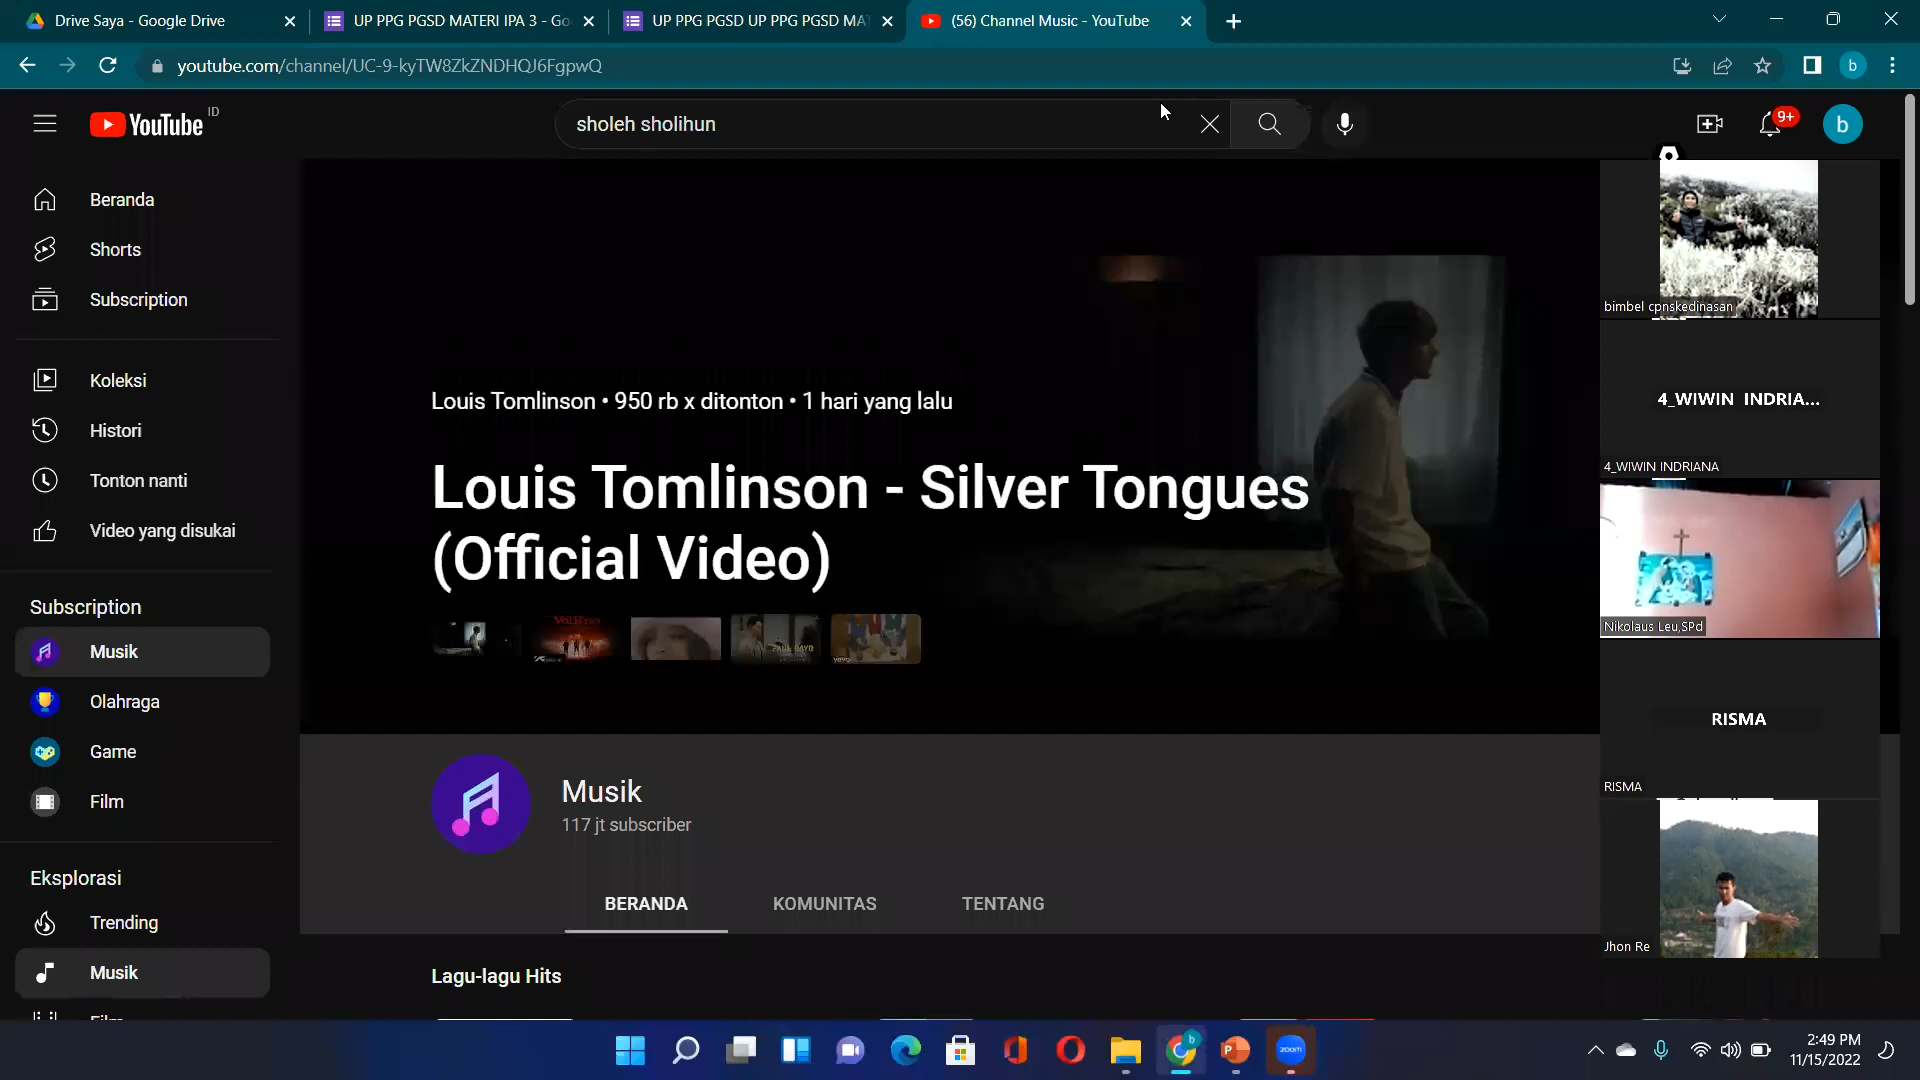 Drive Saya - Google Drive
UP PPG PGSD MATERI IPA 3 - Go
UP PPG PGSD UP PPG PGSD MA
(56) Channel Music - YouTube
youtube.com/channel/UC-9-kyTW8ZkZNDHQJ6FgpwQ
b
YouTube ID
sholeh sholihun
9+
b
Beranda
Shorts
Subscription
Koleksi
Histori
Tonton nanti
Video yang disukai
Subscription
Musik
Olahraga
Game
Film
Eksplorasi
Trending
Musik
Louis Tomlinson • 950 rb x ditonton • 1 hari yang lalu
Louis Tomlinson - Silver Tongues
(Official Video)
Musik
117 jt subscriber
BERANDA
KOMUNITAS
TENTANG
Lagu-lagu Hits
bimbel cpnskedinasan
4_WIWIN INDRIA...
4_WIWIN INDRIANA
Nikolaus Leu,SPd
RISMA
RISMA
Jhon Re
zoom
2:49 PM
11/15/2022